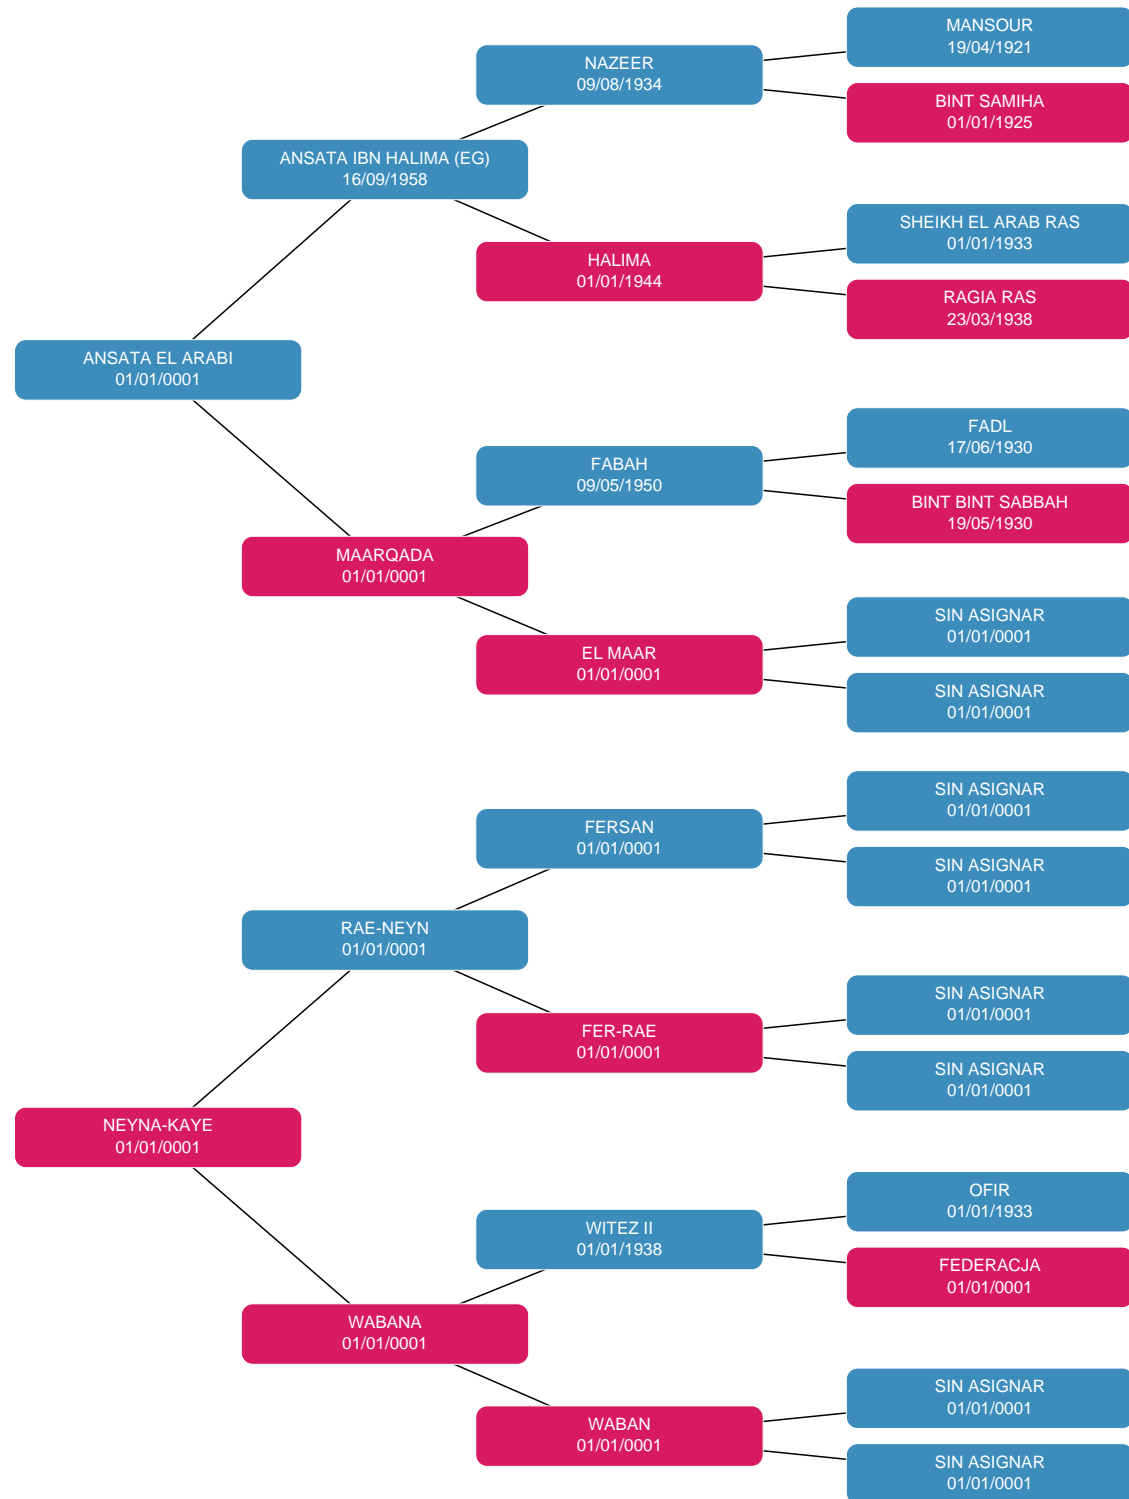 MANSOUR
19/04/1921
NAZEER
09/08/1934
BINT SAMIHA
01/01/1925
ANSATA IBN HALIMA (EG)
16/09/1958
SHEIKH EL ARAB RAS
01/01/1933
HALIMA
01/01/1944
RAGIA RAS
23/03/1938
ANSATA EL ARABI
01/01/0001
FADL
17/06/1930
FABAH
09/05/1950
BINT BINT SABBAH
19/05/1930
MAARQADA
01/01/0001
SIN ASIGNAR
01/01/0001
EL MAAR
01/01/0001
SIN ASIGNAR
01/01/0001
SIN ASIGNAR
01/01/0001
FERSAN
01/01/0001
SIN ASIGNAR
01/01/0001
RAE-NEYN
01/01/0001
SIN ASIGNAR
01/01/0001
FER-RAE
01/01/0001
SIN ASIGNAR
01/01/0001
NEYNA-KAYE
01/01/0001
OFIR
01/01/1933
WITEZ II
01/01/1938
FEDERACJA
01/01/0001
WABANA
01/01/0001
SIN ASIGNAR
01/01/0001
WABAN
01/01/0001
SIN ASIGNAR
01/01/0001